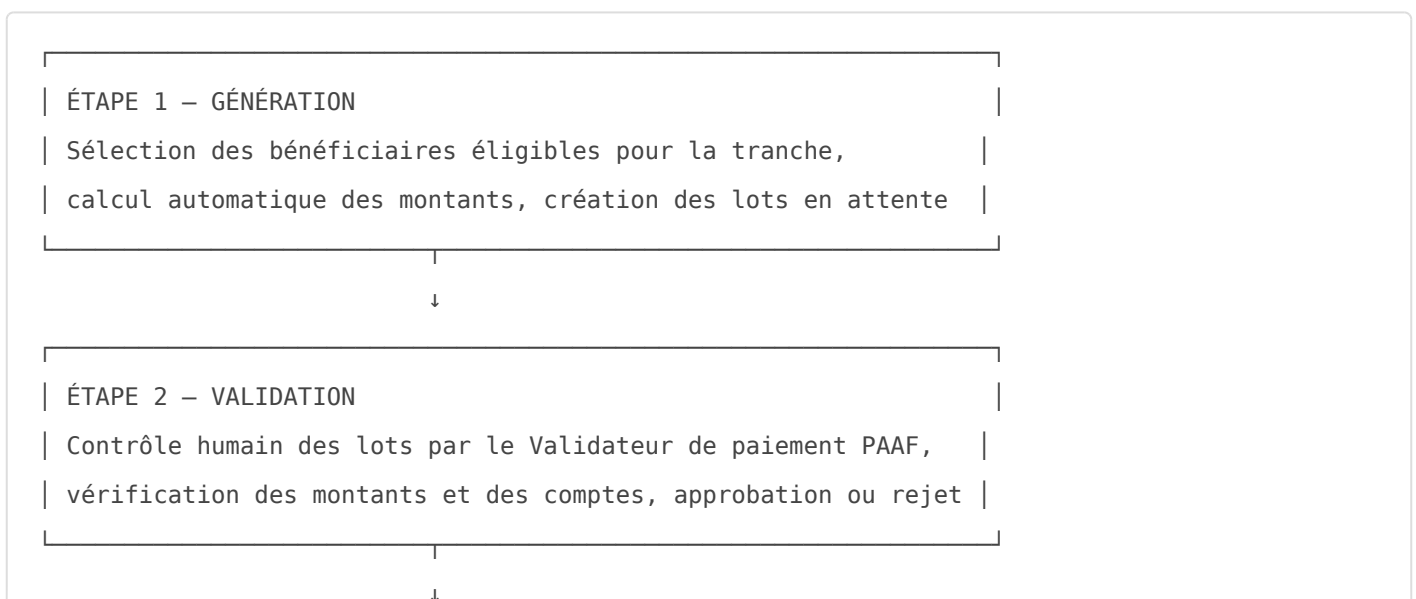 ÉTAPE 1 — GÉNÉRATION
Sélection des bénéficiaires éligibles pour la tranche,
calcul automatique des montants, création des lots en attente
↓
ÉTAPE 2 — VALIDATION
Contrôle humain des lots par le Validateur de paiement PAAF,
vérification des montants et des comptes, approbation ou rejet
↓